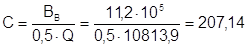 C = B_B / (0,5 · Q) = 11,2 · 10^5 / (0,5 · 10813,9) = 207,14